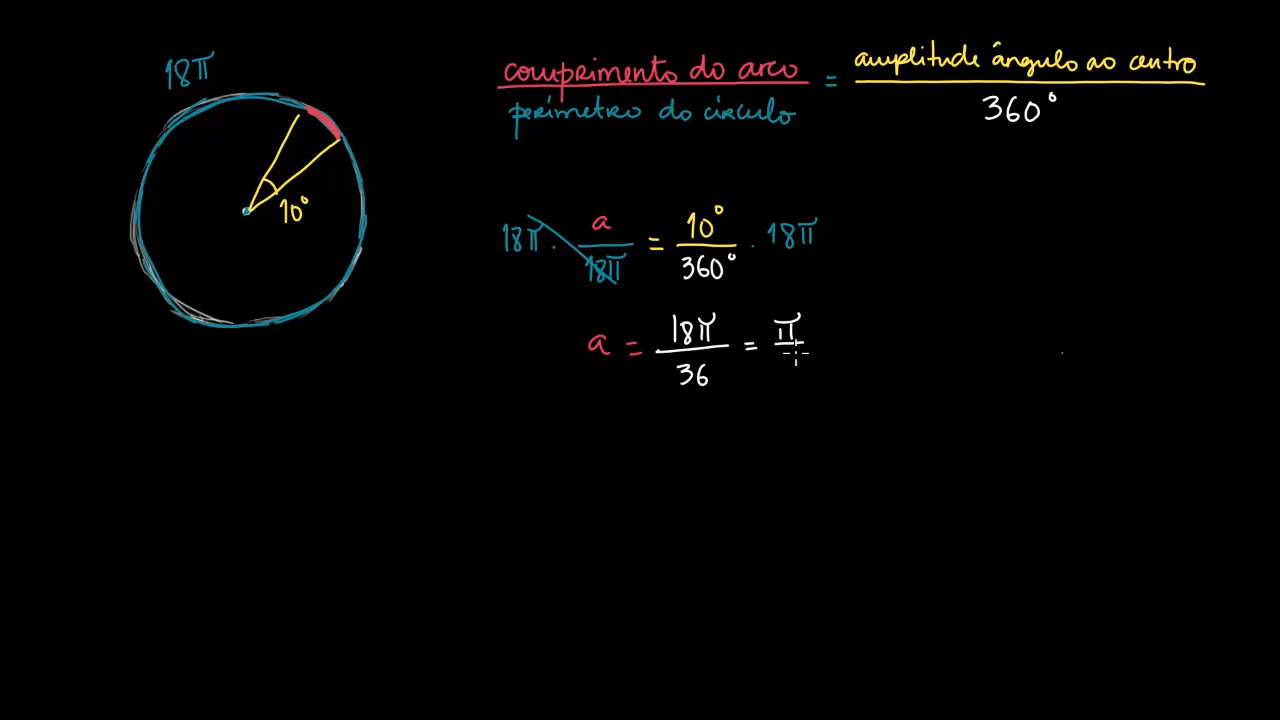 18π
comprimento do arco / perímetro do círculo = amplitude ângulo ao centro / 360°
10°
18π . a / 18π = 10° / 360° . 18π
a = 18π / 36 = π